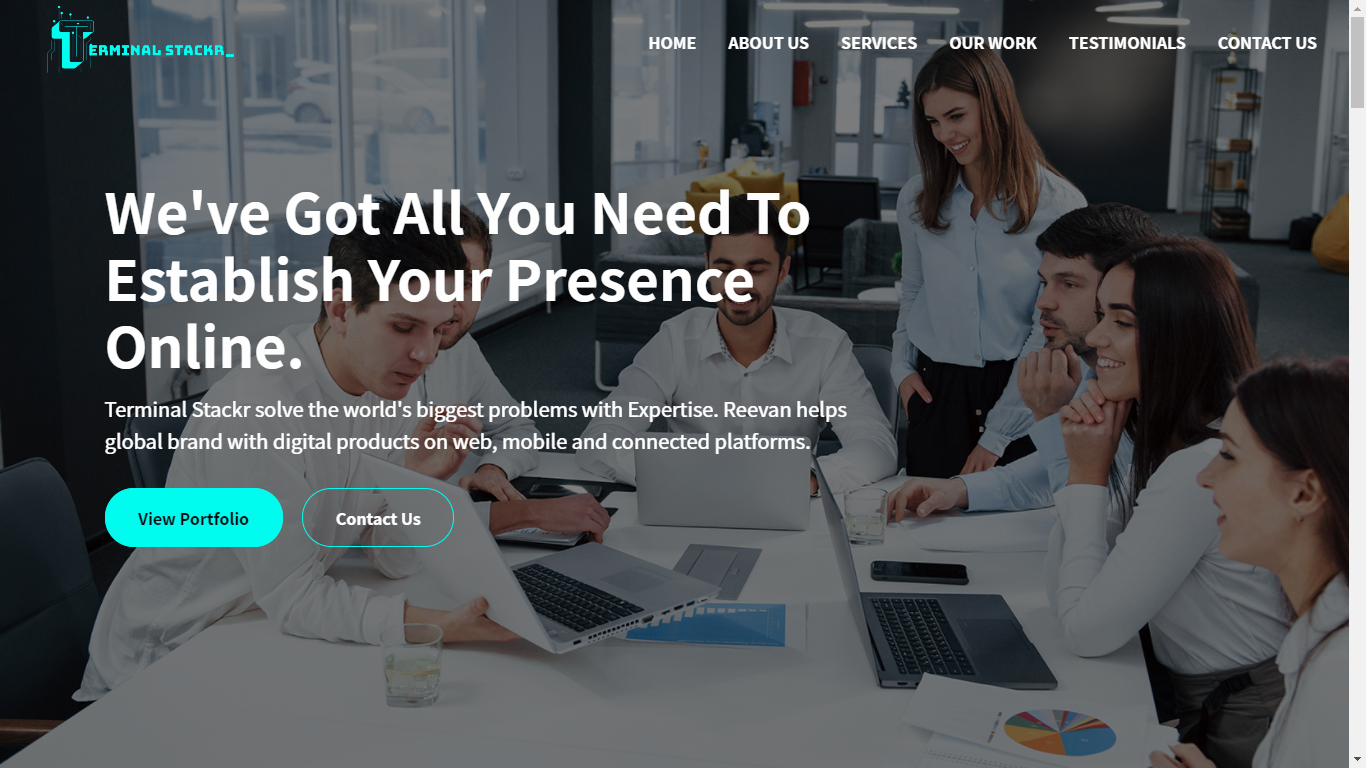 TERMINAL STACKR_
HOME ABOUT US SERVICES OUR WORK TESTIMONIALS CONTACT US
We've Got All You Need To
Establish Your Presence
Online.
Terminal Stackr solve the world's biggest problems with Expertise. Reevan helps
global brand with digital products on web, mobile and connected platforms.
View Portfolio Contact Us